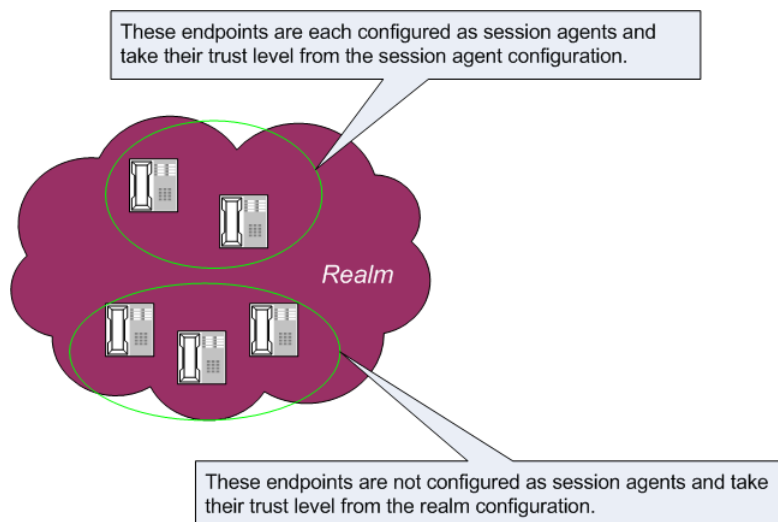 These endpoints are each configured as session agents and
take their trust level from the session agent configuration.
Realm
These endpoints are not configured as session agents and take
their trust level from the realm configuration.